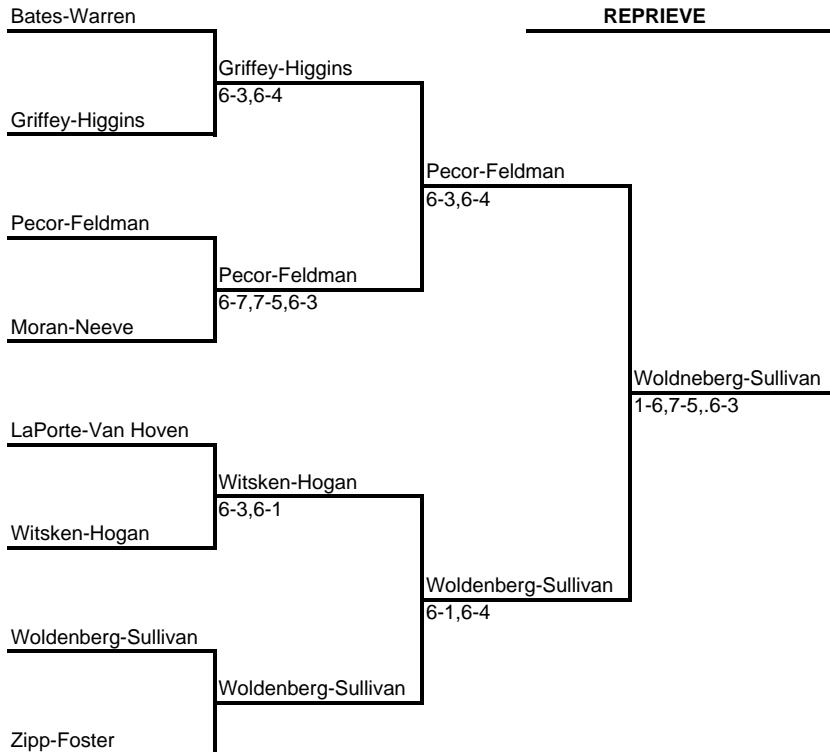 Bates-Warren
REPRIEVE
Griffey-Higgins
6-3,6-4
Griffey-Higgins
Pecor-Feldman
6-3,6-4
Pecor-Feldman
Pecor-Feldman
6-7,7-5,6-3
Moran-Neeve
Woldneberg-Sullivan
1-6,7-5,.6-3
LaPorte-Van Hoven
Witsken-Hogan
6-3,6-1
Witsken-Hogan
Woldenberg-Sullivan
6-1,6-4
Woldenberg-Sullivan
Woldenberg-Sullivan
Zipp-Foster